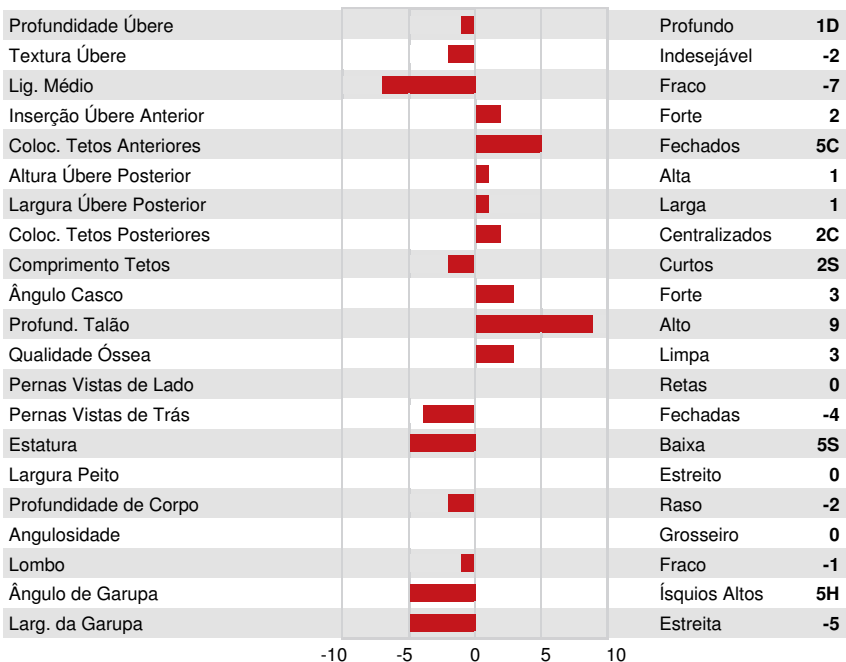 Profundidade Úbere Profundo 1D
Textura Úbere Indesejável -2
Lig. Médio Fraco -7
Inserção Úbere Anterior Forte 2
Coloc. Tetos Anteriores Fechados 5C
Altura Úbere Posterior Alta 1
Largura Úbere Posterior Larga 1
Coloc. Tetos Posteriores Centralizados 2C
Comprimento Tetos Curtos 2S
Ângulo Casco Forte 3
Profund. Talão Alto 9
Qualidade Óssea Limpa 3
Pernas Vistas de Lado Retas 0
Pernas Vistas de Trás Fechadas -4
Estatura Baixa 5S
Largura Peito Estreito 0
Profundidade de Corpo Raso -2
Angulosidade Grosseiro 0
Lombo Fraco -1
Ângulo de Garupa Ísquios Altos 5H
Larg. da Garupa Estreita -5
-10 -5 0 5 10